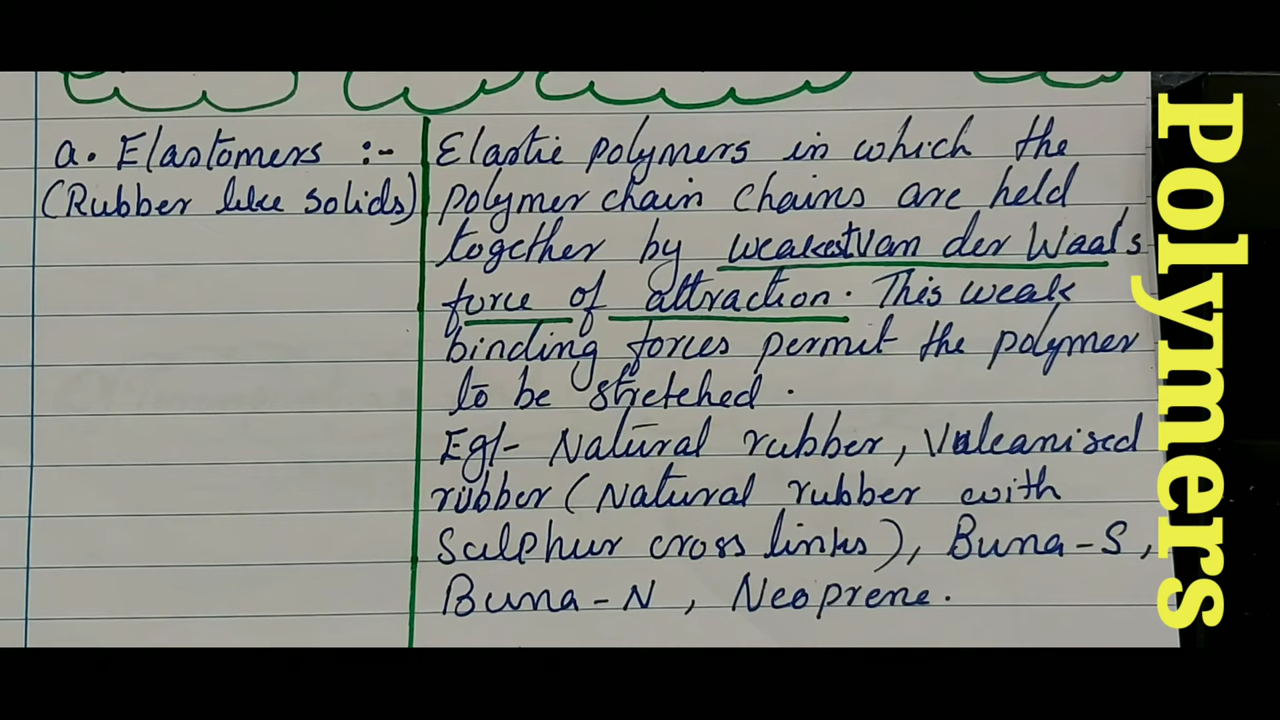 a. Elastomers :-
(Rubber like solids)
Elastic polymers in which the
polymer chain chains are held
together by weakest Van der Waal's
force of attraction. This weak
binding forces permit the polymer
to be stretched.
Eg:- Natural rubber, Vulcanised
rubber (Natural rubber with
Sulphur cross links), Buna-S,
Buna-N, Neoprene.
Polymers